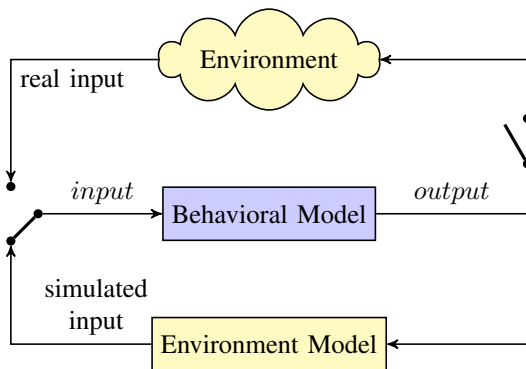 Environment
real input
input
Behavioral Model
output
simulated
input
Environment Model